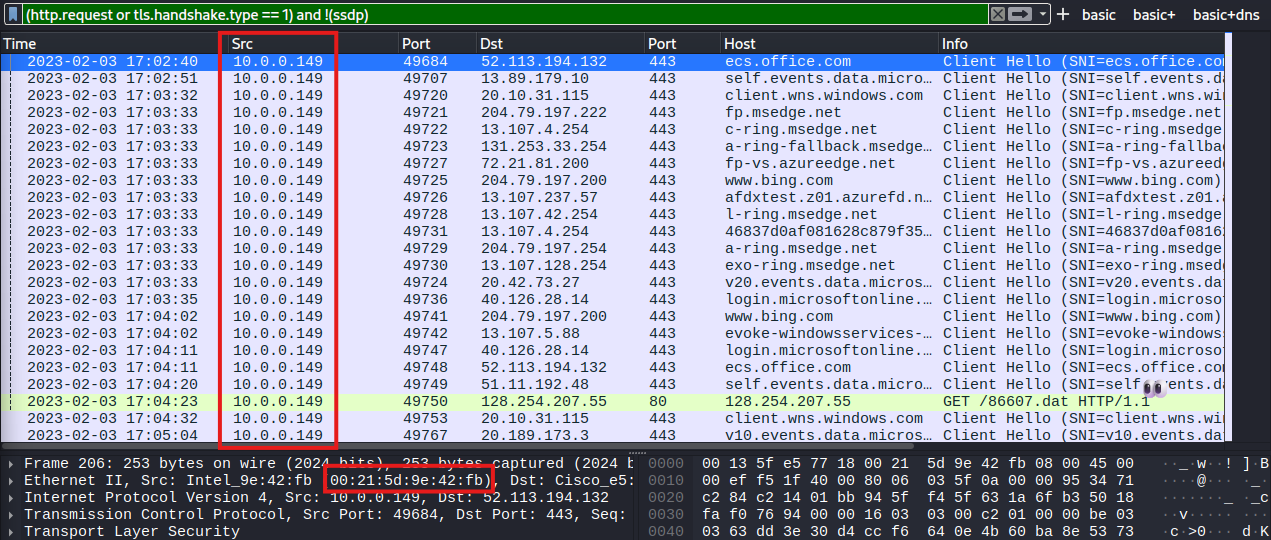 (http.request or tls.handshake.type == 1) and !(ssdp) basic basic+ basic+dns
Time Src Port Dst Port Host Info
2023-02-03 17:02:40 10.0.0.149 49684 52.113.194.132 443 ecs.office.com Client Hello (SNI=ecs.office.con
2023-02-03 17:02:51 10.0.0.149 49707 13.89.179.10 443 self.events.data.micro… Client Hello (SNI=self.events.da
2023-02-03 17:03:32 10.0.0.149 49720 20.10.31.115 443 client.wns.windows.com Client Hello (SNI=client.wns.win
2023-02-03 17:03:33 10.0.0.149 49721 204.79.197.222 443 fp.msedge.net Client Hello (SNI=fp.msedge.net)
2023-02-03 17:03:33 10.0.0.149 49722 13.107.4.254 443 c-ring.msedge.net Client Hello (SNI=c-ring.msedge.
2023-02-03 17:03:33 10.0.0.149 49723 131.253.33.254 443 a-ring-fallback.msedge… Client Hello (SNI=a-ring-fallba
2023-02-03 17:03:33 10.0.0.149 49727 72.21.81.200 443 fp-vs.azureedge.net Client Hello (SNI=fp-vs.azureed
2023-02-03 17:03:33 10.0.0.149 49725 204.79.197.200 443 www.bing.com Client Hello (SNI=www.bing.com)
2023-02-03 17:03:33 10.0.0.149 49726 13.107.237.57 443 afdxtest.z01.azurefd.n… Client Hello (SNI=afdxtest.z01.a
2023-02-03 17:03:33 10.0.0.149 49728 13.107.42.254 443 l-ring.msedge.net Client Hello (SNI=l-ring.msedge.
2023-02-03 17:03:33 10.0.0.149 49731 13.107.4.254 443 46837d0af081628c879f35… Client Hello (SNI=46837d0af0816
2023-02-03 17:03:33 10.0.0.149 49729 204.79.197.254 443 a-ring.msedge.net Client Hello (SNI=a-ring.msedge.
2023-02-03 17:03:33 10.0.0.149 49730 13.107.128.254 443 exo-ring.msedge.net Client Hello (SNI=exo-ring.msed
2023-02-03 17:03:33 10.0.0.149 49724 20.42.73.27 443 v20.events.data.micros… Client Hello (SNI=v20.events.dat
2023-02-03 17:03:35 10.0.0.149 49736 40.126.28.14 443 login.microsoftonline.… Client Hello (SNI=login.microso
2023-02-03 17:04:02 10.0.0.149 49741 204.79.197.200 443 www.bing.com Client Hello (SNI=www.bing.com)
2023-02-03 17:04:02 10.0.0.149 49742 13.107.5.88 443 evoke-windowsservices-… Client Hello (SNI=evoke-windows
2023-02-03 17:04:11 10.0.0.149 49747 40.126.28.14 443 login.microsoftonline.… Client Hello (SNI=login.microso
2023-02-03 17:04:11 10.0.0.149 49748 52.113.194.132 443 ecs.office.com Client Hello (SNI=ecs.office.com
2023-02-03 17:04:20 10.0.0.149 49749 51.11.192.48 443 self.events.data.micro… Client Hello (SNI=self
2023-02-03 17:04:23 10.0.0.149 49750 128.254.207.55 80 128.254.207.55 GET /86607.dat HTTP/1.1
2023-02-03 17:04:32 10.0.0.149 49752 20.10.31.115 443 client.wns.windows.com Client Hello (SNI=client.wns.win
2023-02-03 17:05:04 10.0.0.149 49767 20.189.173.3 443 v10.events.data.micros… Client Hello (SNI=v10.events.dat
Frame 206: 253 bytes on wire (2024 bits), 253 bytes captured (2024 b 0000 00 13 5f e5 77 18 00 21 5d 9e 42 fb 08 00 45 00
Ethernet II, Src: Intel_9e:42:fb 00:21:5d:9e:42:fb), Dst: Cisco_e5: 0010 00 ef f5 1f 40 00 80 06 03 5f 0a 00 00 95 34 71
Internet Protocol Version 4, Src: 10.0.0.149, Dst: 52.113.194.132 0020 c2 84 c2 14 01 bb 94 5f f4 5f 63 1a 6f b3 50 18
Transmission Control Protocol, Src Port: 49684, Dst Port: 443, Seq: 0030 fa f0 76 94 00 00 16 03 03 00 c2 01 00 00 be 03
Transport Layer Security 0040 03 63 dd 3e 30 d4 cc f6 64 0e 4b 60 ba 8e 53 73